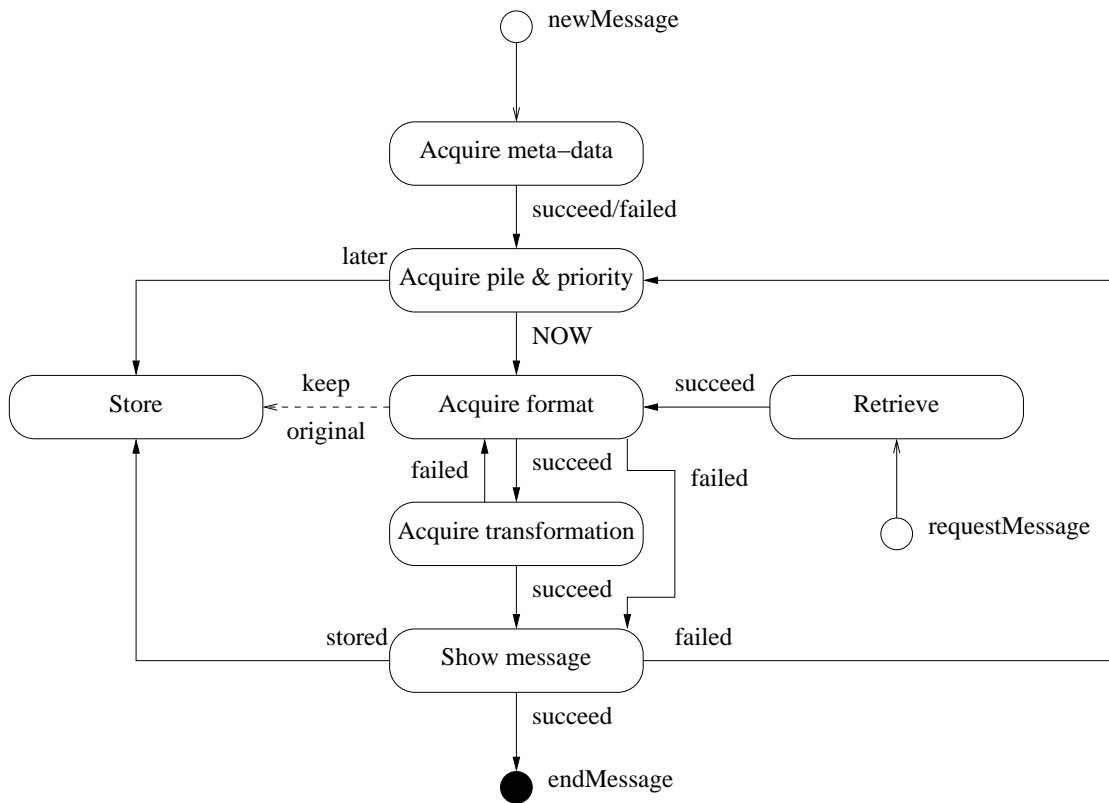 newMessage
Acquire meta−data
succeed/failed
later
Acquire pile & priority
NOW
keep
succeed
Store
Acquire format
Retrieve
original
failed
succeed
failed
Acquire transformation
requestMessage
succeed
stored
failed
Show message
succeed
endMessage